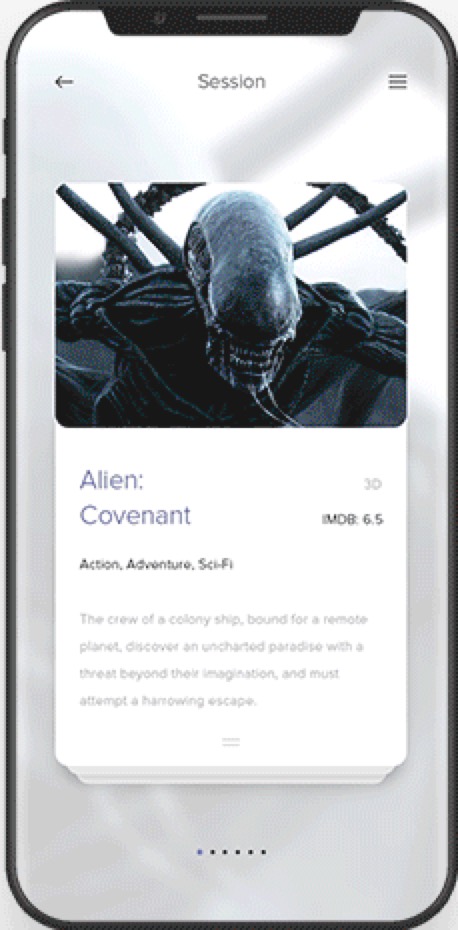 Session
Alien:
3D
Covenant
IMDB: 6.5
Action, Adventure, Sci-Fi
The crew of a colony ship, bound for a remote
planet, discover an uncharted paradise with a
threat beyond their imagination, and must
attempt a harrowing escape.